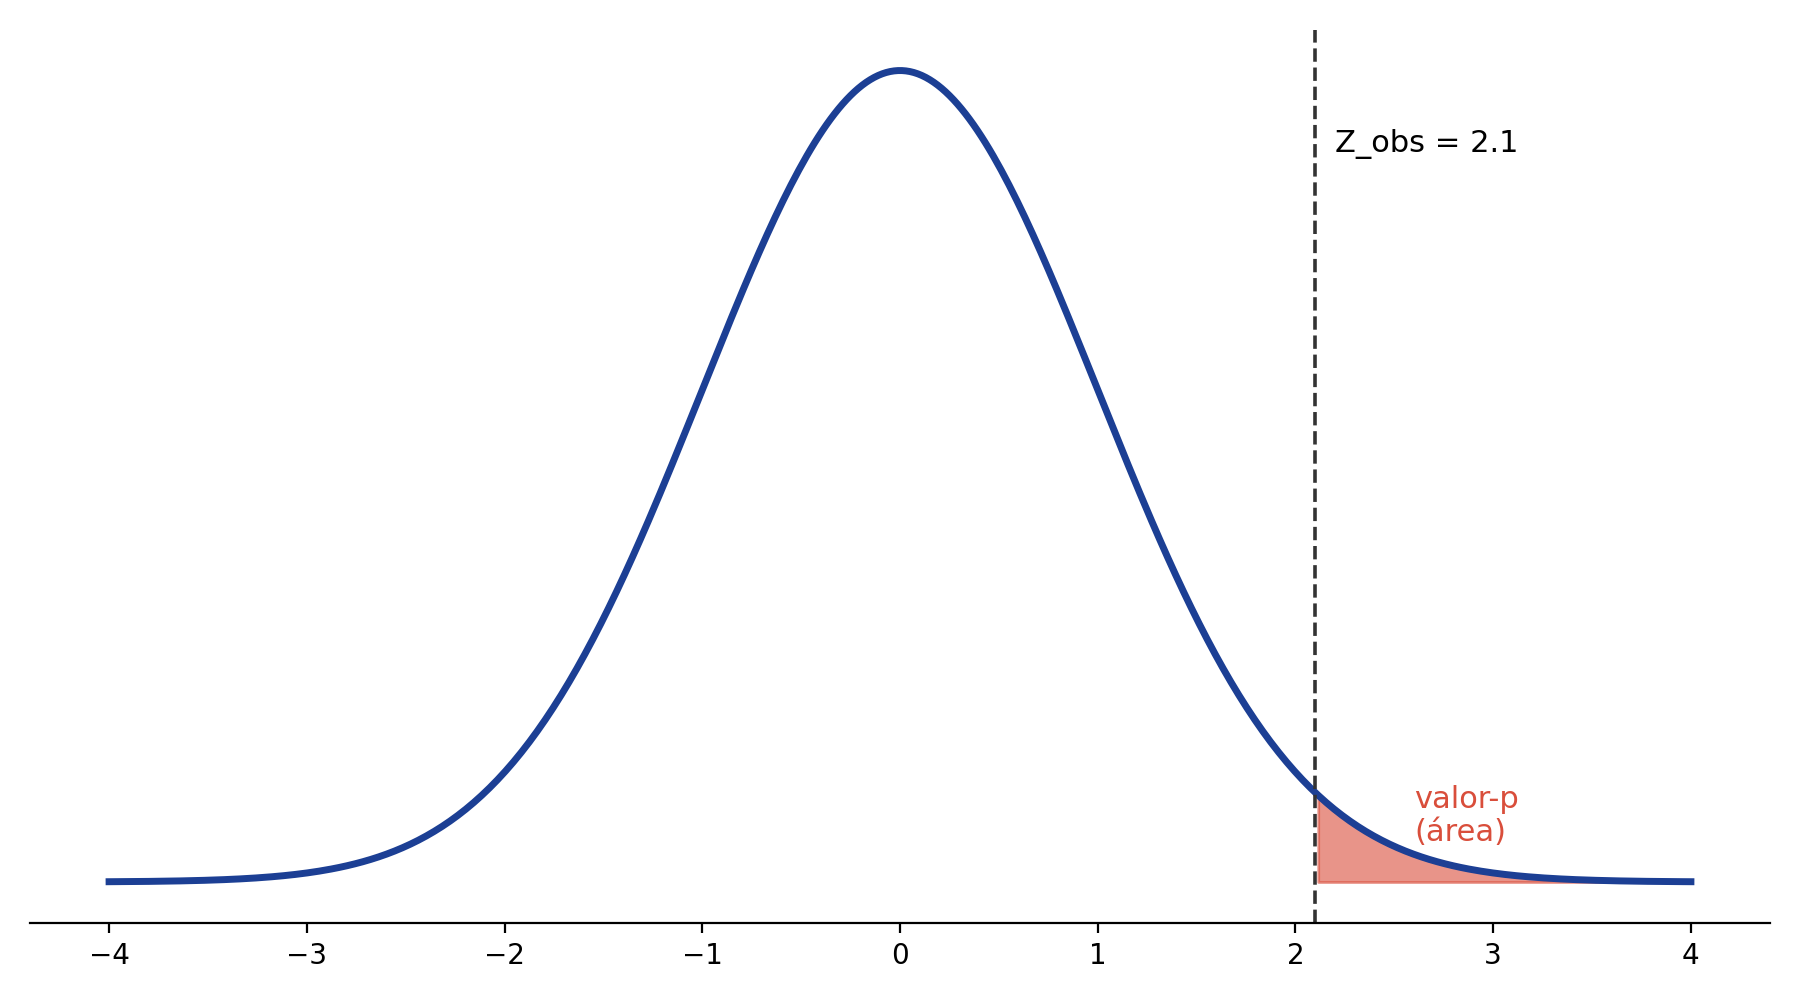 Z_obs = 2.1
valor-p
(área)
−4 −3 −2 −1 0 1 2 3 4